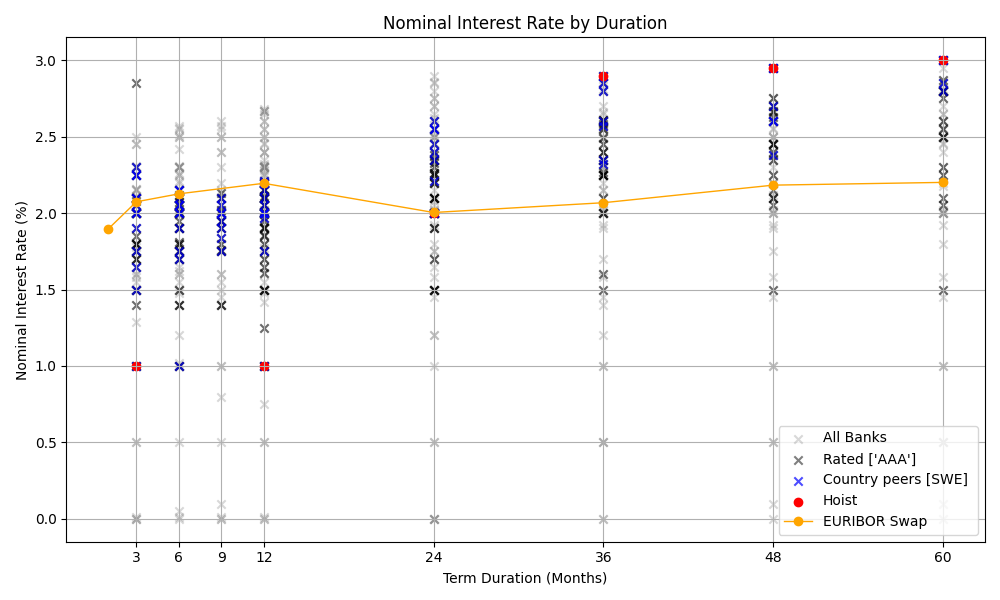 Nominal Interest Rate by Duration
Nominal Interest Rate (%)
3.0
2.5
2.0
1.5
1.0
0.5
0.0
3 6 9 12 24 36 48 60
Term Duration (Months)
All Banks
Rated ['AAA']
Country peers [SWE]
Hoist
EURIBOR Swap